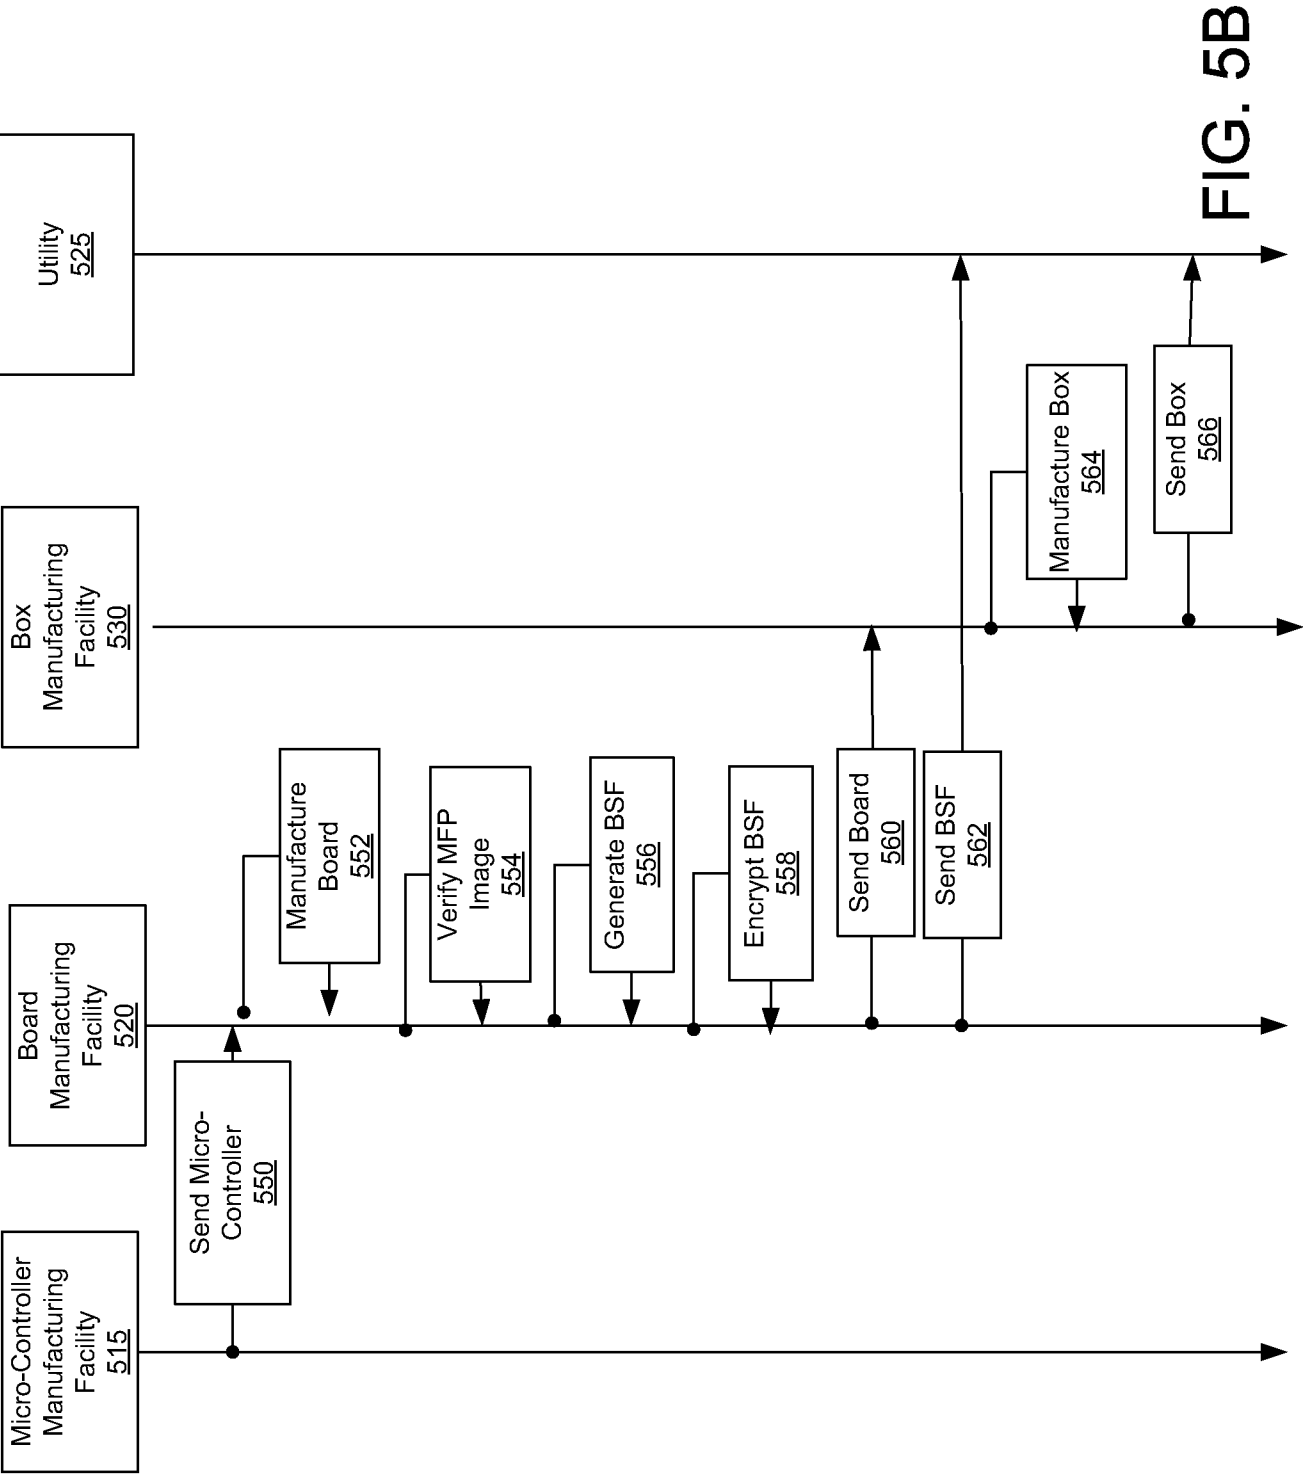 Micro-Controller
Manufacturing
Facility
515
Board
Manufacturing
Facility
520
Box
Manufacturing
Facility
530
Utility
525
Send Micro-
Controller
550
Manufacture
Board
552
Verify MFP
Image
554
Generate BSF
556
Encrypt BSF
558
Send Board
560
Send BSF
562
Manufacture Box
564
Send Box
566
FIG. 5B